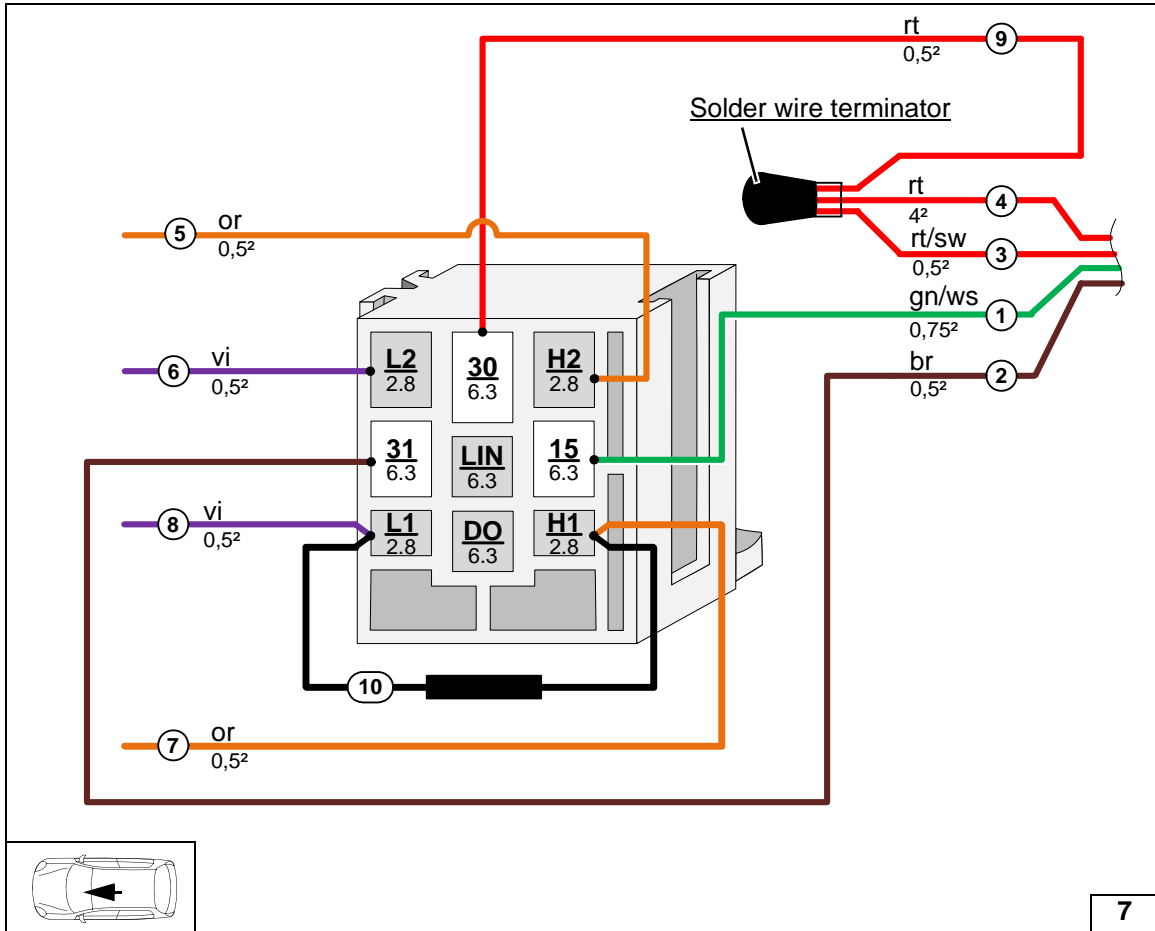 rt
9
0,5²
Solder wire terminator
rt
4
4²
rt/sw
3
0,5²
gn/ws
1
0,75²
br
2
0,5²
5
or
0,5²
6
vi
0,5²
L2
2.8
30
6.3
H2
2.8
31
6.3
LIN
6.3
15
6.3
8
vi
0,5²
L1
2.8
DO
6.3
H1
2.8
10
7
or
0,5²
7